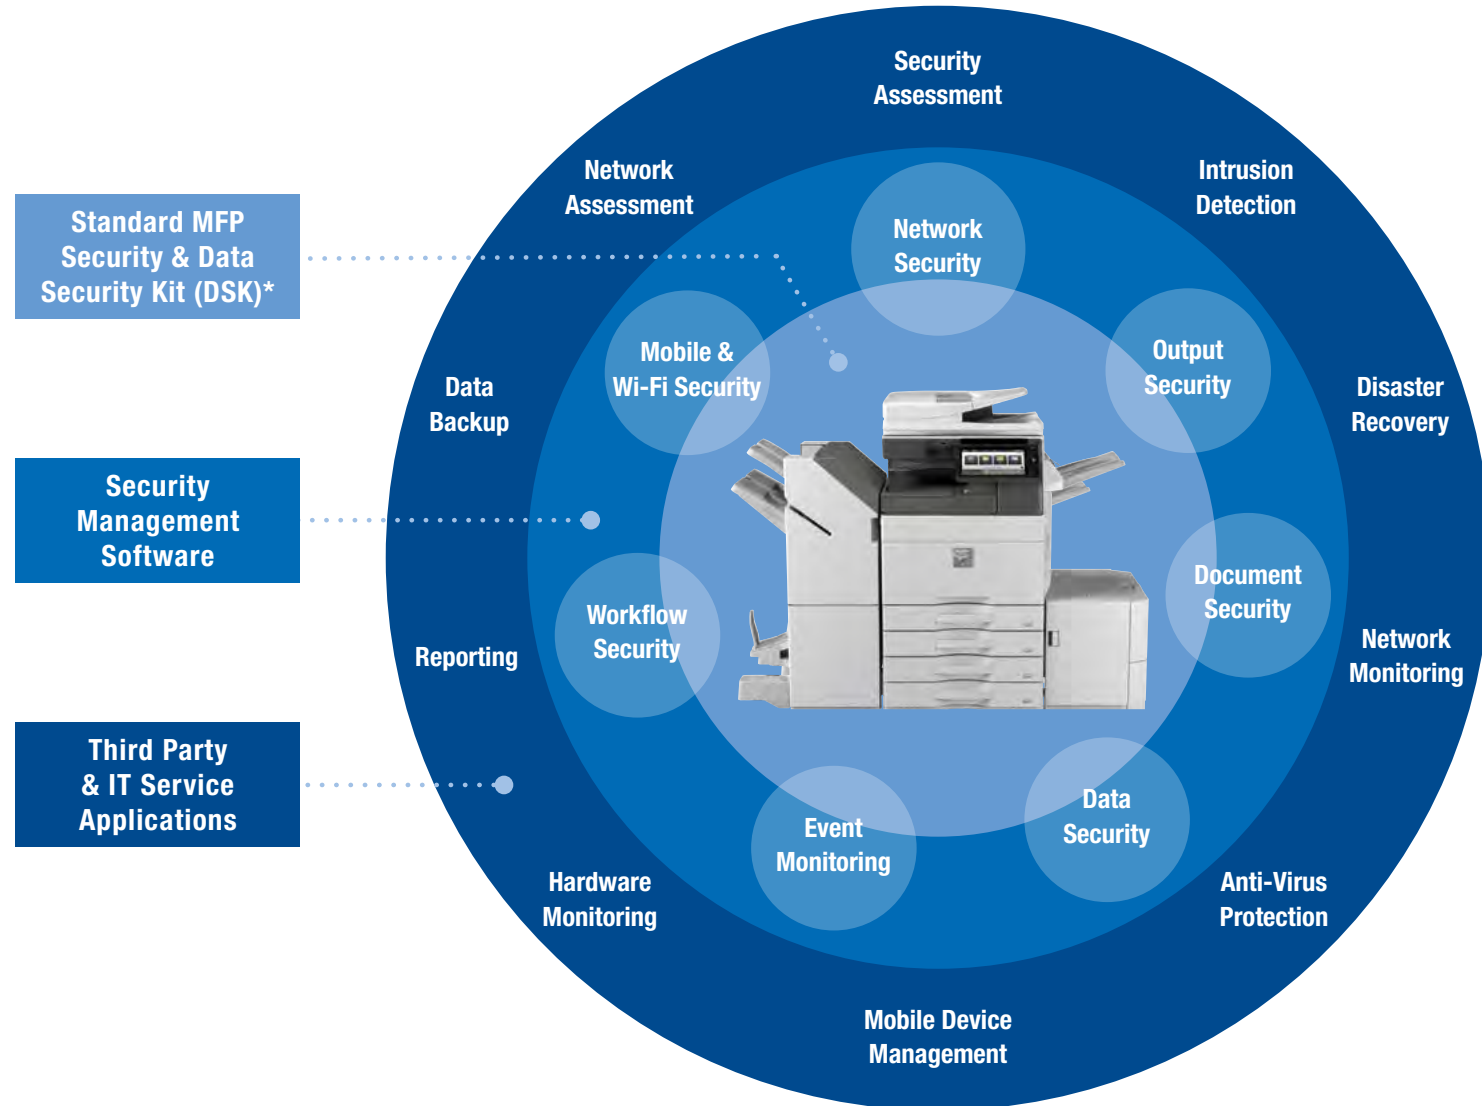 Standard MFP
Security & Data
Security Kit (DSK)*
Security
Management
Software
Third Party
& IT Service
Applications
Security
Assessment
Intrusion
Detection
Disaster
Recovery
Network
Monitoring
Anti-Virus
Protection
Mobile Device
Management
Hardware
Monitoring
Reporting
Data
Backup
Network
Assessment
Network
Security
Output
Security
Document
Security
Data
Security
Event
Monitoring
Workflow
Security
Mobile &
Wi-Fi Security